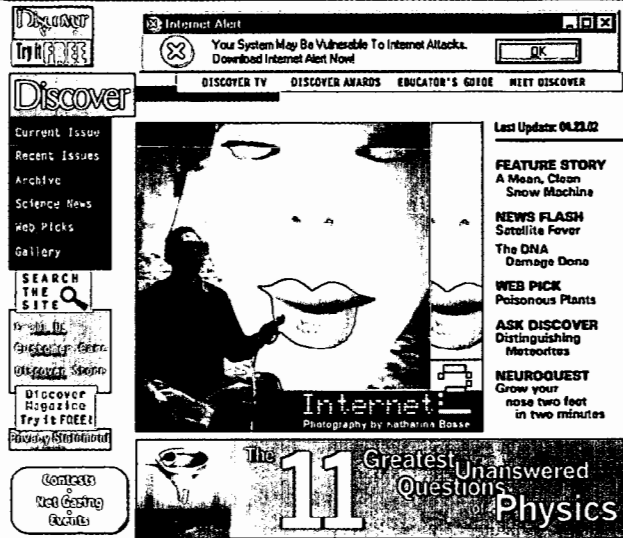 Discover
Try it FREE
Internet Alert
Your System May Be Vulnerable To Internet Attacks.
Download Internet Alert Now!
OK
DISCOVER TV DISCOVER AWARDS EDUCATOR'S GUIDE MEET DISCOVER
Discover
Current Issue
Recent Issues
Archive
Science News
Web Picks
Gallery
SEARCH
THE
SITE
About Us
Customer Care
Discover Store
Discover
Magazine
Try it FREE!
Privacy Statement
Contests
Net Gazing
Events
Internet
Photography by Katharina Bosse
Last Update: 04.23.02
FEATURE STORY
A Mean, Clean
Snow Machine
NEWS FLASH
Satellite Fever
The DNA
Damage Done
WEB PICK
Poisonous Plants
ASK DISCOVER
Distinguishing
Meteorites
NEUROQUEST
Grow your
nose two feet
in two minutes
The 11 Greatest Unanswered
Questions of Physics